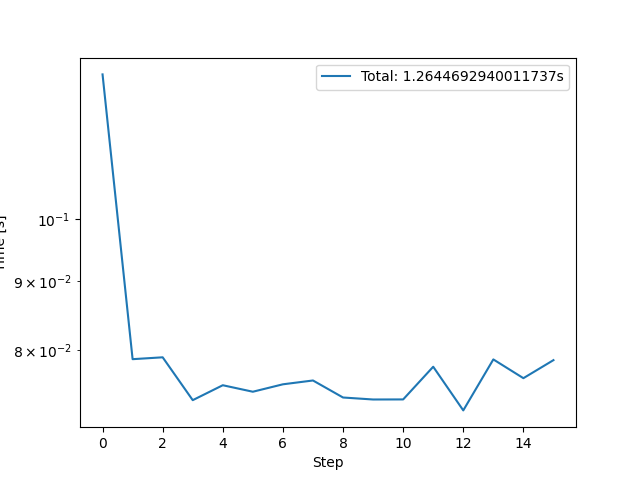 Total: 1.2644692940011737s
Time [s]
10⁻¹
9 × 10⁻²
8 × 10⁻²
0 2 4 6 8 10 12 14
Step